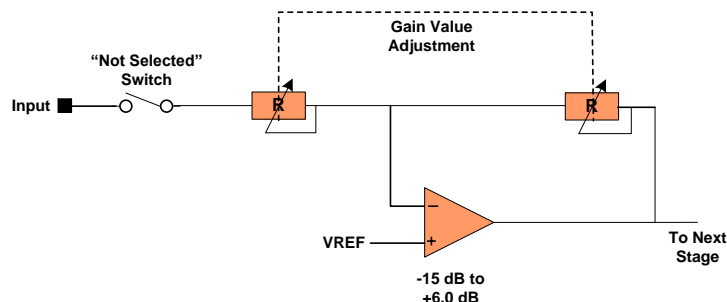 Gain Value
Adjustment
“Not Selected”
Switch
Input
R
R
−
+
VREF
To Next
Stage
-15 dB to
+6.0 dB